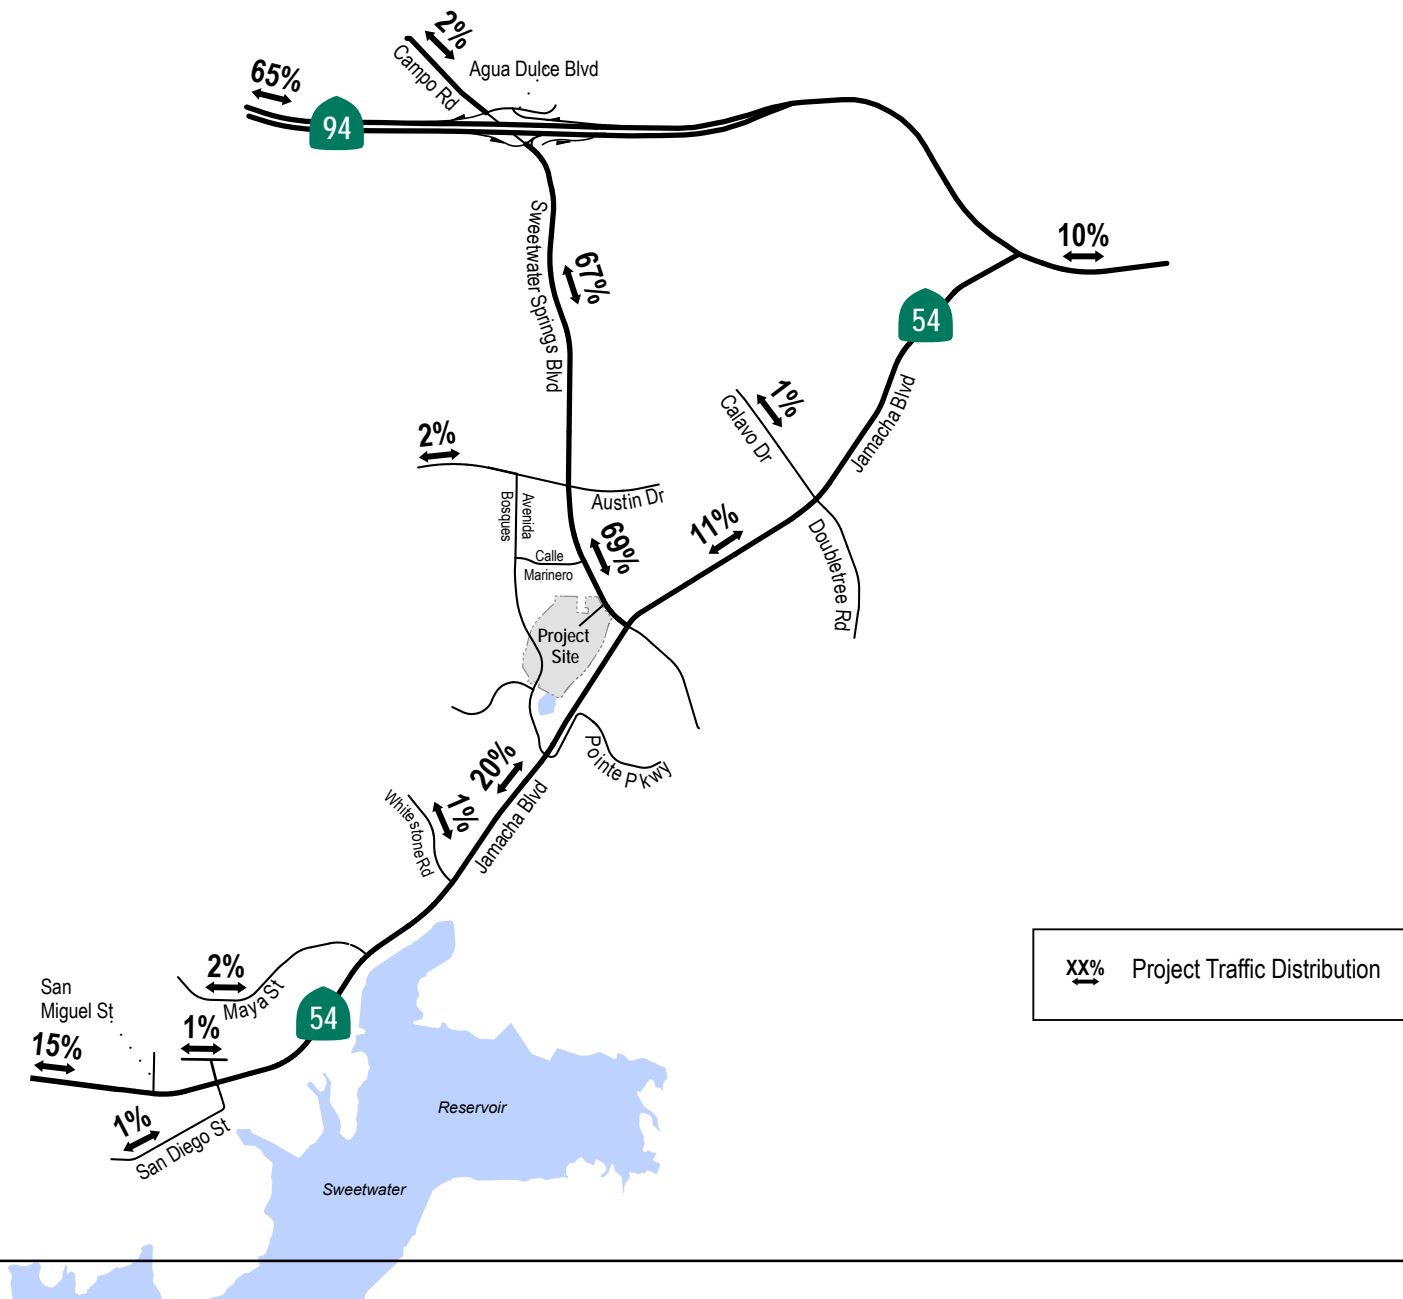 2%
Campo Rd
Agua Dulce Blvd
65%
94
Sweetwater Springs Blvd
67%
10%
54
Jamacha Blvd
1%
Calavo Dr
2%
Austin Dr
Avenida
Bosques
Calle
Marinero
69%
11%
Doubletree Rd
Project
Site
Pointe Pkwy
20%
1%
Whitestone Rd
Jamacha Blvd
XX%
Project Traffic Distribution
2%
Maya St
San
Miguel St
54
1%
15%
1%
San Diego St
Reservoir
Sweetwater